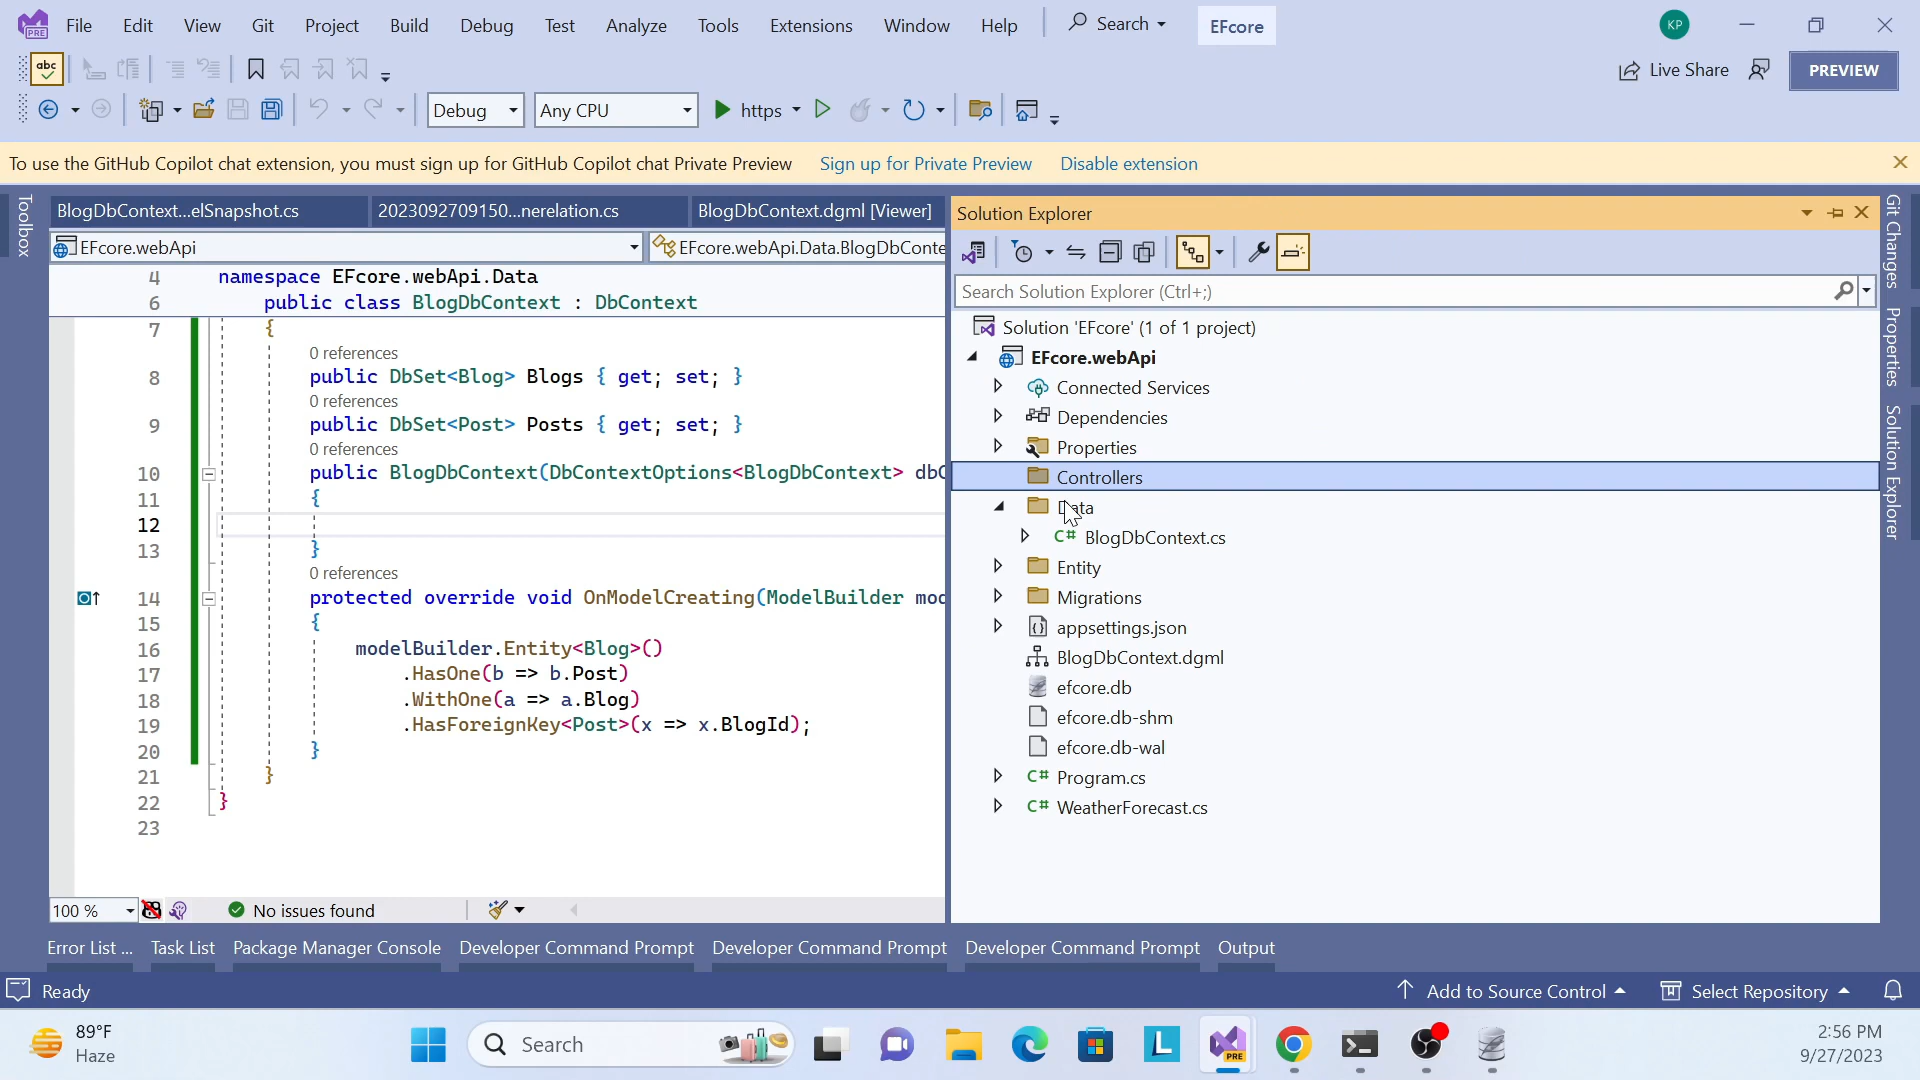 File Edit View Git Project Build Debug Test Analyze Tools Extensions Window Help Search EFcore KP
abc Live Share PREVIEW
Debug Any CPU https
To use the GitHub Copilot chat extension, you must sign up for GitHub Copilot chat Private Preview Sign up for Private Preview Disable extension
Toolbox
BlogDbContext...elSnapshot.cs 2023092709150...nerelation.cs BlogDbContext.dgml [Viewer]
EFcore.webApi EFcore.webApi.Data.BlogDbConte
4 namespace EFcore.webApi.Data
6 public class BlogDbContext : DbContext
7 {
0 references
8 public DbSet<Blog> Blogs { get; set; }
0 references
9 public DbSet<Post> Posts { get; set; }
0 references
10 public BlogDbContext(DbContextOptions<BlogDbContext> dbC
11 {
12
13 }
0 references
14 protected override void OnModelCreating(ModelBuilder mod
15 {
16 modelBuilder.Entity<Blog>()
17 .HasOne(b => b.Post)
18 .WithOne(a => a.Blog)
19 .HasForeignKey<Post>(x => x.BlogId);
20 }
21 }
22 }
23
100 % No issues found
Solution Explorer
Search Solution Explorer (Ctrl+;)
Solution 'EFcore' (1 of 1 project)
EFcore.webApi
Connected Services
Dependencies
Properties
Controllers
Data
C# BlogDbContext.cs
Entity
Migrations
appsettings.json
BlogDbContext.dgml
efcore.db
efcore.db-shm
efcore.db-wal
C# Program.cs
C# WeatherForecast.cs
Git Changes
Properties
Solution Explorer
Error List ... Task List Package Manager Console Developer Command Prompt Developer Command Prompt Developer Command Prompt Output
Ready Add to Source Control Select Repository
89°F
Haze
Search
L
PRE
2:56 PM
9/27/2023